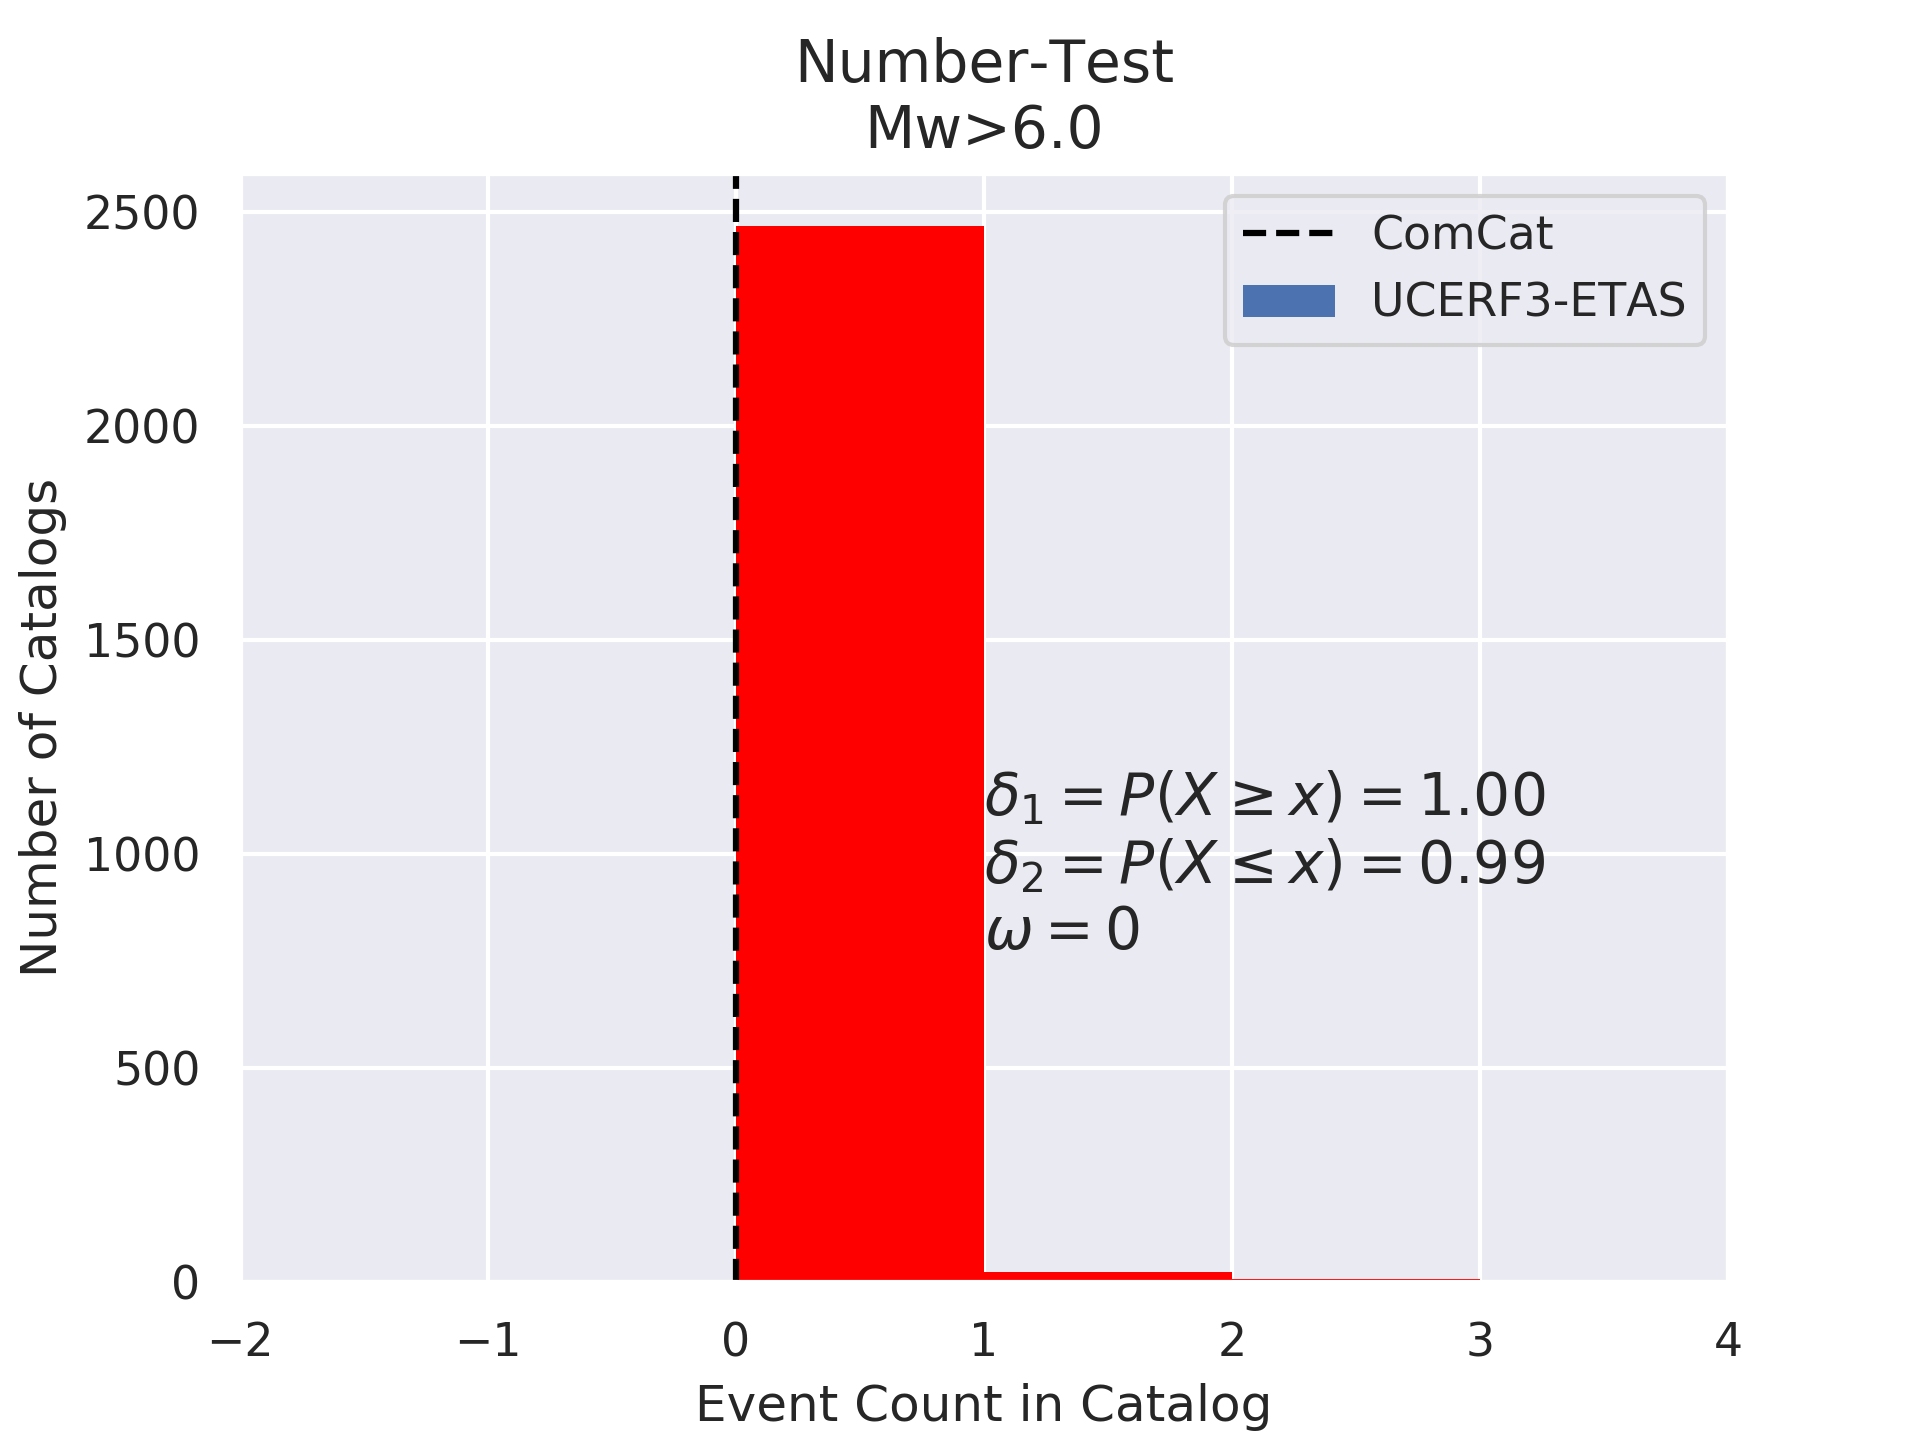 Number-Test
Mw>6.0
2500
2000
1500
1000
500
0
Number of Catalogs
ComCat
UCERF3-ETAS
δ₁ = P(X ≥ x) = 1.00
δ₂ = P(X ≤ x) = 0.99
ω = 0
−2 −1 0 1 2 3 4
Event Count in Catalog